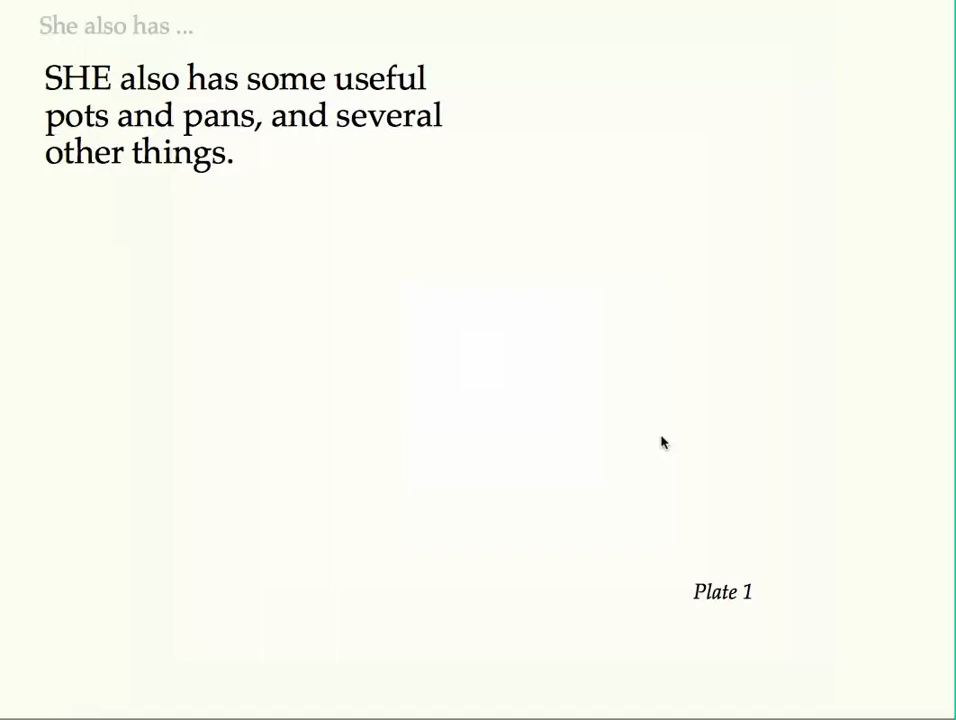 She also has ...
SHE also has some useful
pots and pans, and several
other things.
Plate 1